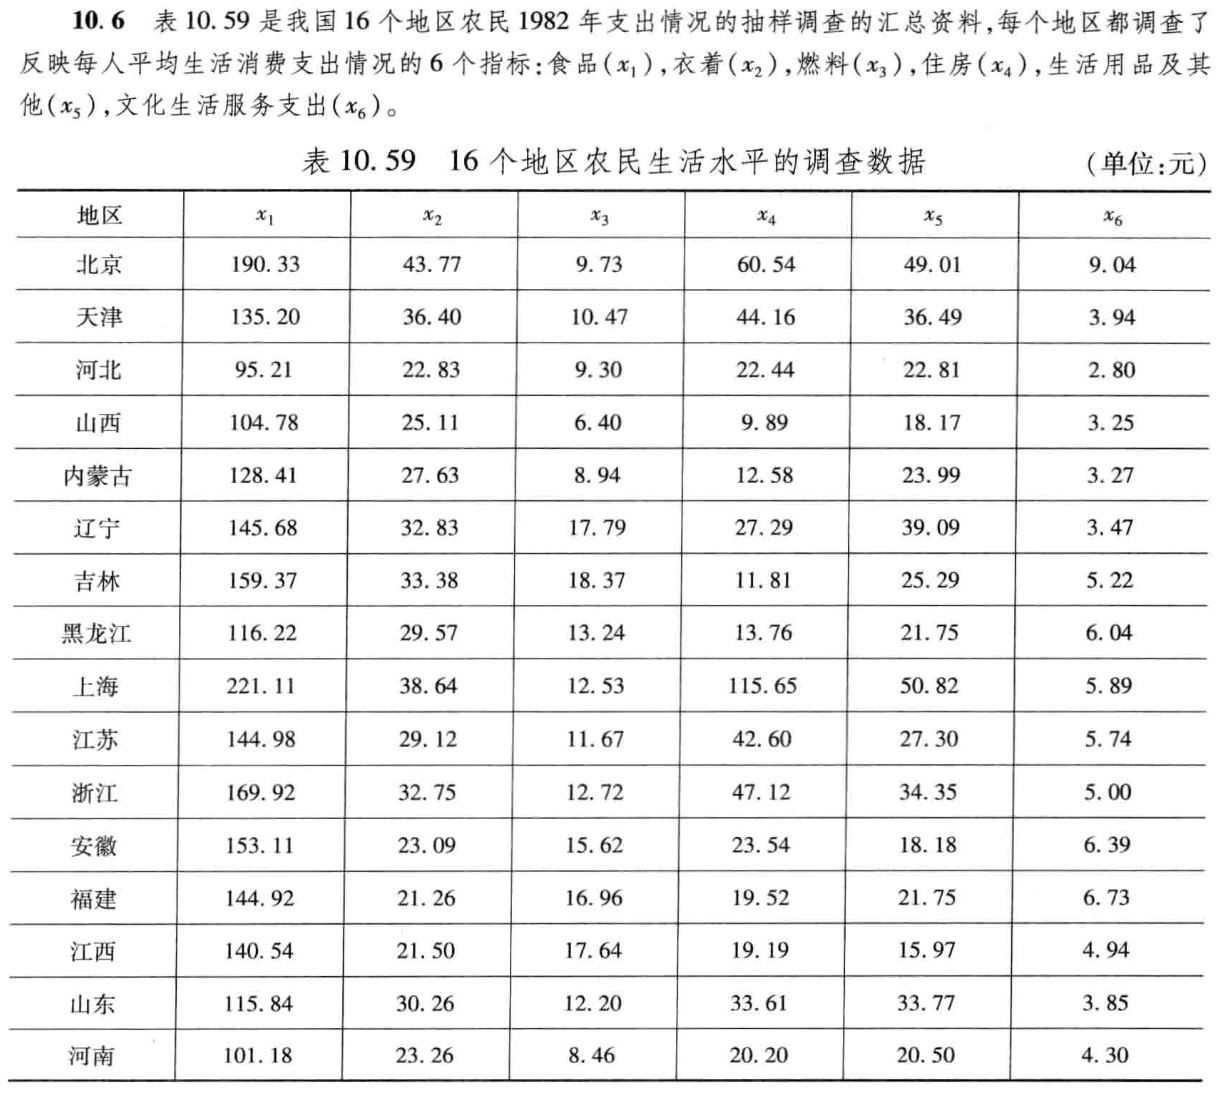 10.6 表 10.59 是我国 16 个地区农民 1982 年支出情况的抽样调查的汇总资料,每个地区都调查了
反映每人平均生活消费支出情况的 6 个指标:食品(x₁),衣着(x₂),燃料(x₃),住房(x₄),生活用品及其
他(x₅),文化生活服务支出(x₆)。
表 10.59 16 个地区农民生活水平的调查数据 (单位:元)
地区 x₁ x₂ x₃ x₄ x₅ x₆
北京 190.33 43.77 9.73 60.54 49.01 9.04
天津 135.20 36.40 10.47 44.16 36.49 3.94
河北 95.21 22.83 9.30 22.44 22.81 2.80
山西 104.78 25.11 6.40 9.89 18.17 3.25
内蒙古 128.41 27.63 8.94 12.58 23.99 3.27
辽宁 145.68 32.83 17.79 27.29 39.09 3.47
吉林 159.37 33.38 18.37 11.81 25.29 5.22
黑龙江 116.22 29.57 13.24 13.76 21.75 6.04
上海 221.11 38.64 12.53 115.65 50.82 5.89
江苏 144.98 29.12 11.67 42.60 27.30 5.74
浙江 169.92 32.75 12.72 47.12 34.35 5.00
安徽 153.11 23.09 15.62 23.54 18.18 6.39
福建 144.92 21.26 16.96 19.52 21.75 6.73
江西 140.54 21.50 17.64 19.19 15.97 4.94
山东 115.84 30.26 12.20 33.61 33.77 3.85
河南 101.18 23.26 8.46 20.20 20.50 4.30